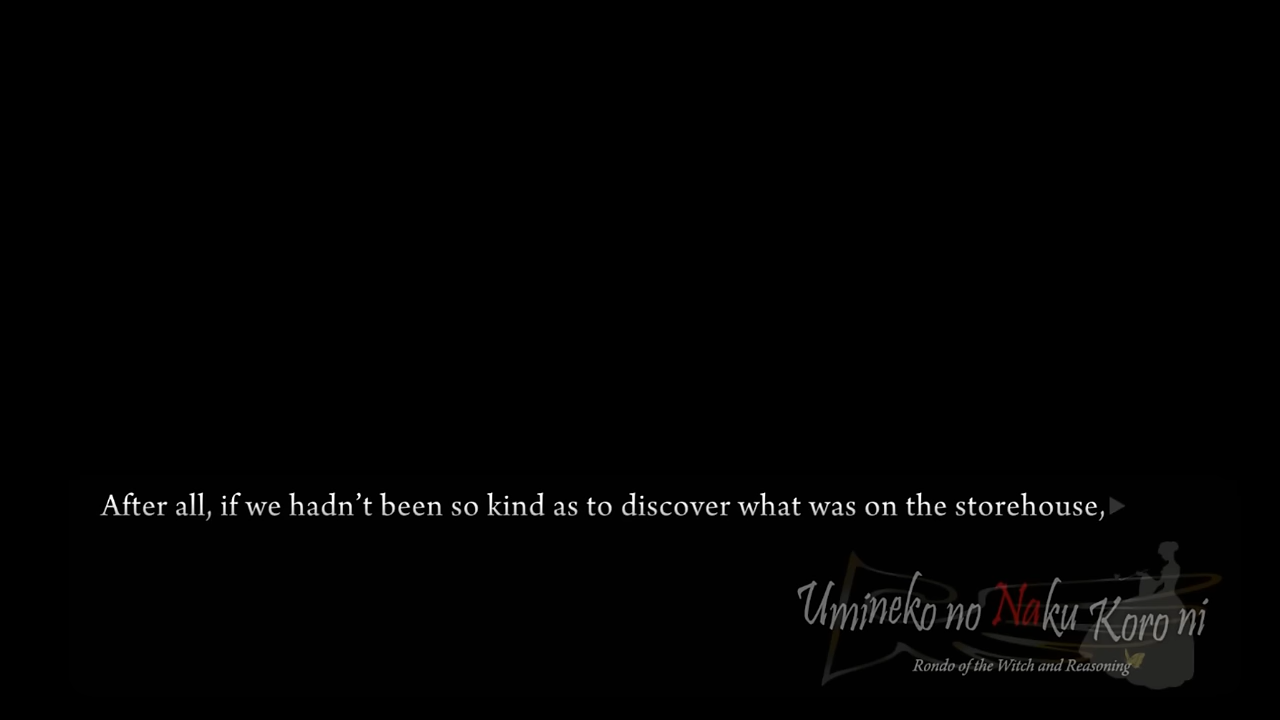 After all, if we hadn't been so kind as to discover what was on the storehouse,
Umineko no Naku Koro ni
Rondo of the Witch and Reasoning